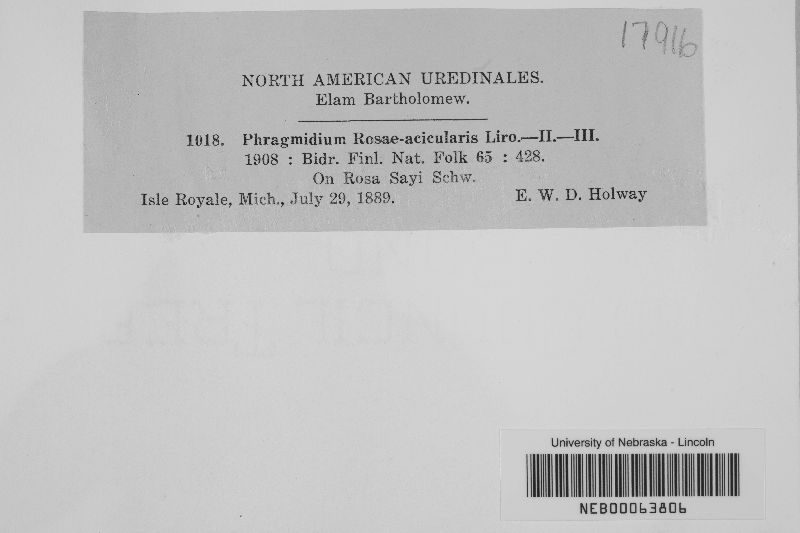 17916
NORTH AMERICAN UREDINALES.
Elam Bartholomew.
1018. Phragmidium Rosae-acicularis Liro.—II.—III.
1908 : Bidr. Finl. Nat. Folk 65 : 428.
On Rosa Sayi Schw.
Isle Royale, Mich., July 29, 1889. E. W. D. Holway
University of Nebraska - Lincoln
NEB00063806